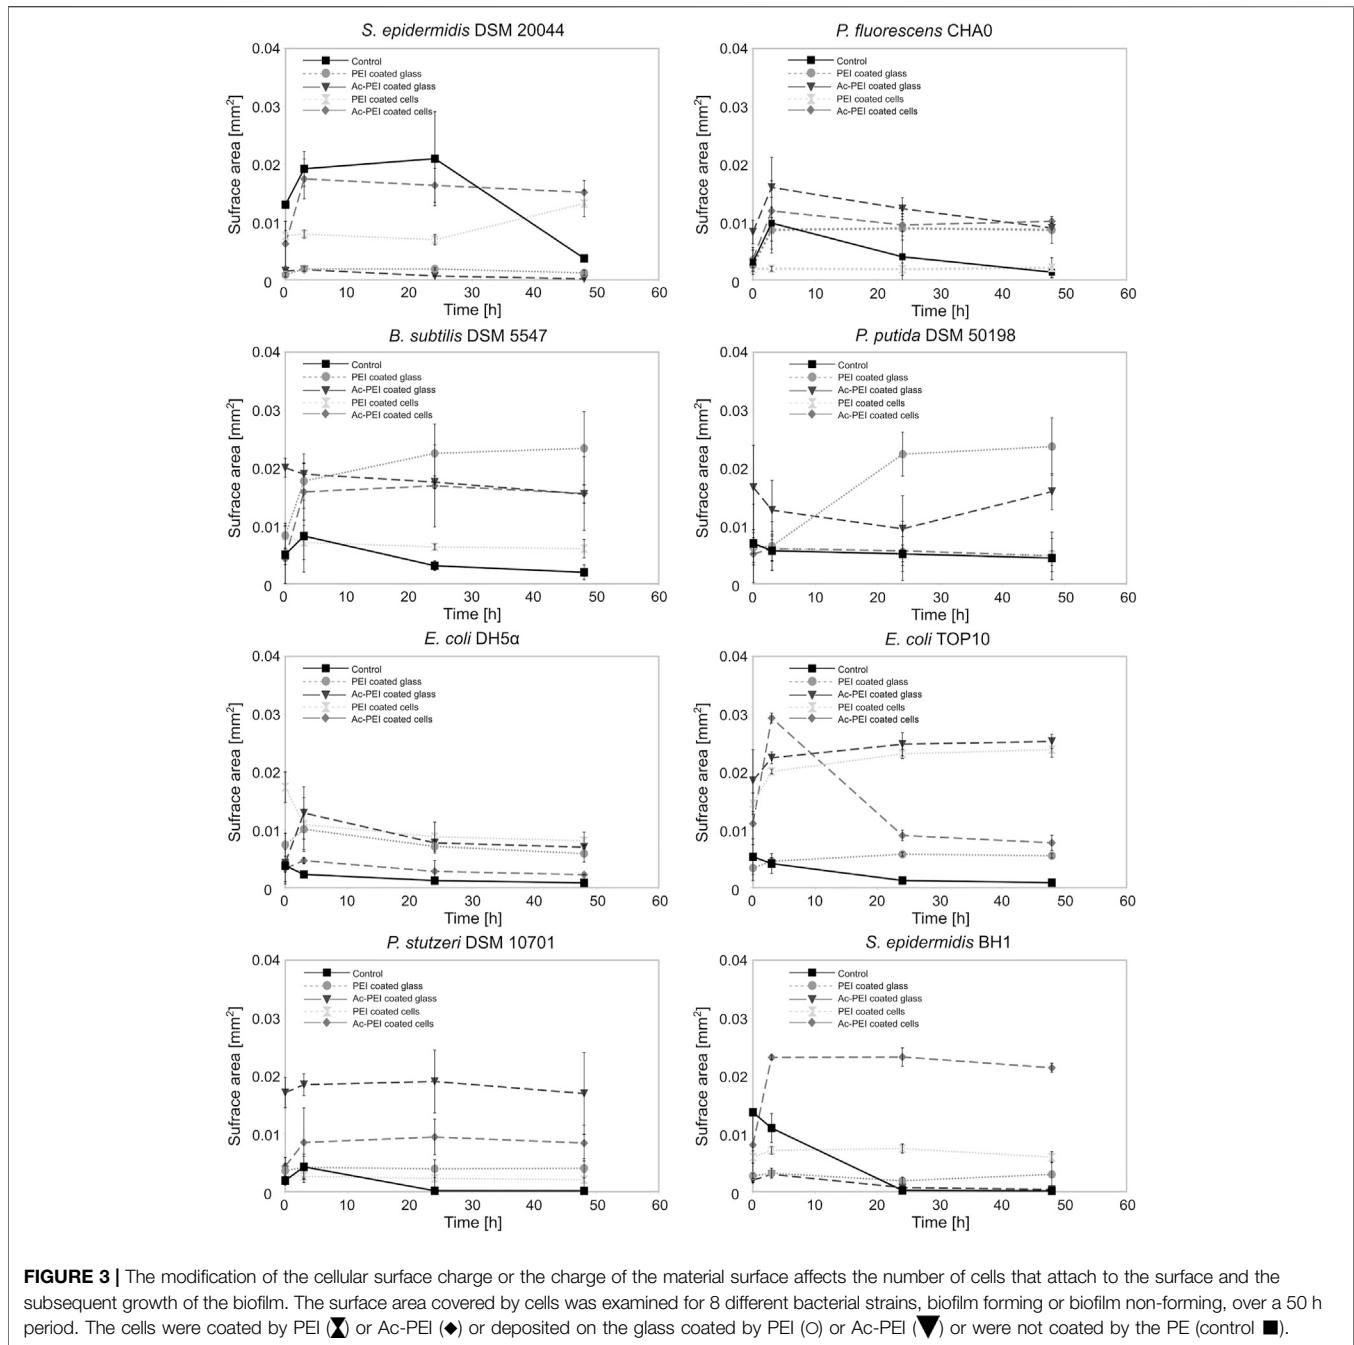 S. epidermidis DSM 20044
Sufrace area [mm2]
0.04
0.03
0.02
0.01
0
Control
PEI coated glass
Ac-PEI coated glass
PEI coated cells
Ac-PEI coated cells
0 10 20 30 40 50 60
Time [h]
P. fluorescens CHA0
Sufrace area [mm2]
0.04
0.03
0.02
0.01
0
Control
PEI coated glass
Ac-PEI coated glass
PEI coated cells
Ac-PEI coated cells
0 10 20 30 40 50 60
Time [h]
B. subtilis DSM 5547
Sufrace area [mm2]
0.04
0.03
0.02
0.01
0
Control
PEI coated glass
Ac-PEI coated glass
PEI coated cells
Ac-PEI coated cells
0 10 20 30 40 50 60
Time [h]
P. putida DSM 50198
Sufrace area [mm2]
0.04
0.03
0.02
0.01
0
Control
PEI coated glass
Ac-PEI coated glass
PEI coated cells
Ac-PEI coated cells
0 10 20 30 40 50 60
Time [h]
E. coli DH5α
Sufrace area [mm2]
0.04
0.03
0.02
0.01
0
Control
PEI coated glass
Ac-PEI coated glass
PEI coated cells
Ac-PEI coated cells
0 10 20 30 40 50 60
Time [h]
E. coli TOP10
Sufrace area [mm2]
0.04
0.03
0.02
0.01
0
Control
PEI coated glass
Ac-PEI coated glass
PEI coated cells
Ac-PEI coated cells
0 10 20 30 40 50 60
Time [h]
P. stutzeri DSM 10701
Sufrace area [mm2]
0.04
0.03
0.02
0.01
0
Control
PEI coated glass
Ac-PEI coated glass
PEI coated cells
Ac-PEI coated cells
0 10 20 30 40 50 60
Time [h]
S. epidermidis BH1
Sufrace area [mm2]
0.04
0.03
0.02
0.01
0
Control
PEI coated glass
Ac-PEI coated glass
PEI coated cells
Ac-PEI coated cells
0 10 20 30 40 50 60
Time [h]
FIGURE 3 | The modification of the cellular surface charge or the charge of the material surface affects the number of cells that attach to the surface and the
subsequent growth of the biofilm. The surface area covered by cells was examined for 8 different bacterial strains, biofilm forming or biofilm non-forming, over a 50 h
period. The cells were coated by PEI (⧗) or Ac-PEI (◆) or deposited on the glass coated by PEI (○) or Ac-PEI (▼) or were not coated by the PE (control ■).